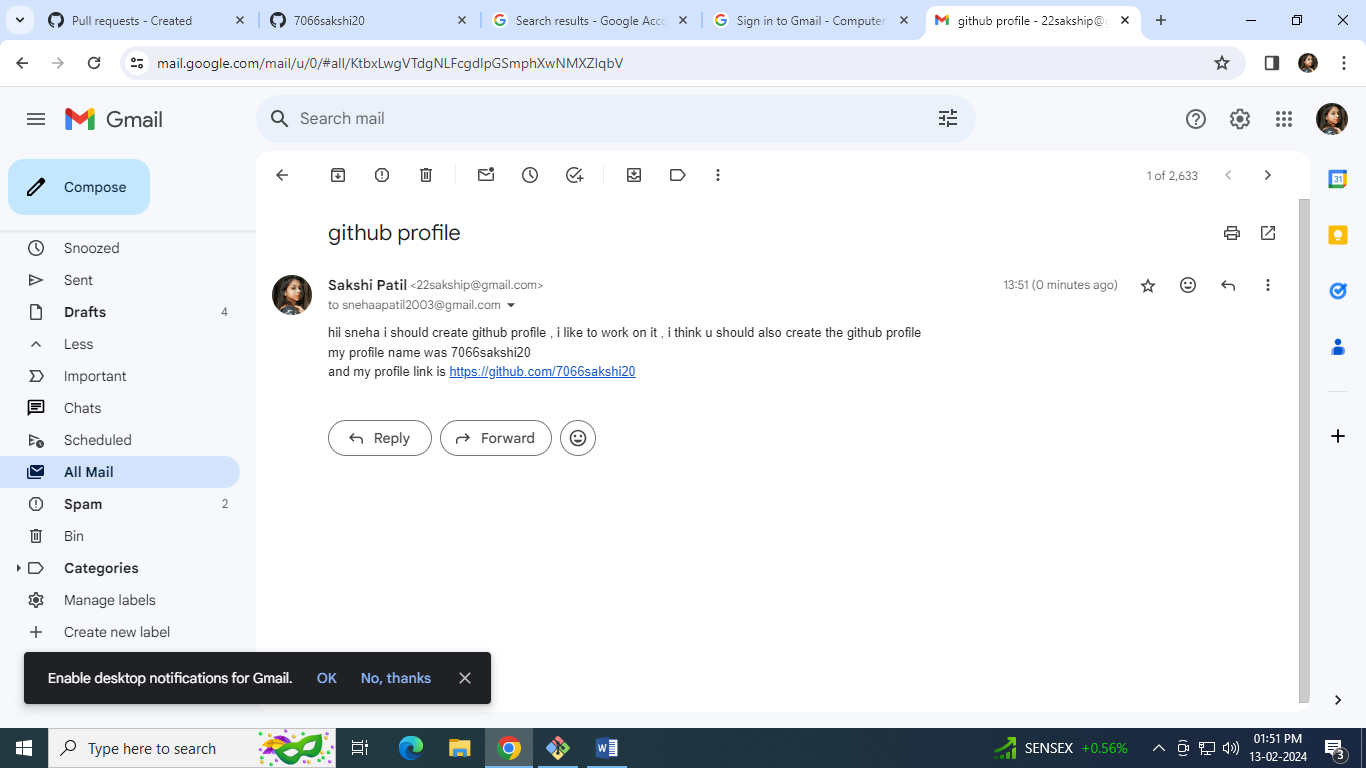 Pull requests - Created
7066sakshi20
Search results - Google Acco
Sign in to Gmail - Computer
github profile - 22sakship@g
mail.google.com/mail/u/0/#all/KtbxLwgVTdgNLFcgdlpGSmphXwNMXZlqbV
Gmail
Search mail
Compose
1 of 2,633
Snoozed
Sent
Drafts 4
Less
Important
Chats
Scheduled
All Mail
Spam 2
Bin
Categories
Manage labels
Create new label
github profile
Sakshi Patil <22sakship@gmail.com>
13:51 (0 minutes ago)
to snehaapatil2003@gmail.com
hii sneha i should create github profile , i like to work on it , i think u should also create the github profile
my profile name was 7066sakshi20
and my profile link is https://github.com/7066sakshi20
Reply
Forward
31
Enable desktop notifications for Gmail. OK No, thanks
Type here to search
SENSEX +0.56%
01:51 PM
13-02-2024
3